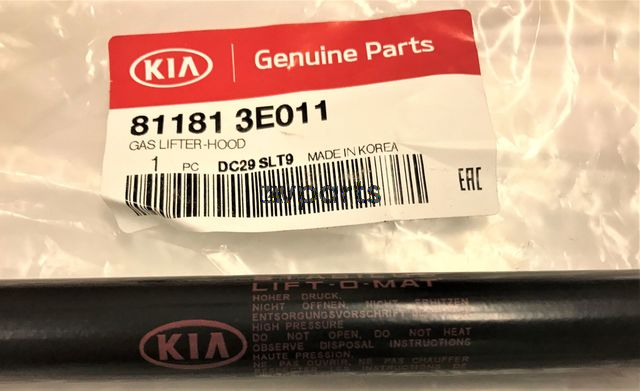 KIA Genuine Parts
81181 3E011
GAS LIFTER-HOOD
1 PC DC29 SLT9 MADE IN KOREA
avparts
EAC
LIFT-O-MAT
HOHER DRUCK,
NICHT ÖFFNEN, NICHT ERHITZEN
ENTSORGUNGSVORSCHRIFT
HIGH PRESSURE
DO NOT OPEN, DO NOT HEAT
OBSERVE DISPOSAL INSTRUCTIONS
HAUTE PRESSION,
NE PAS OUVRIR, NE PAS CHAUFFER
INSTRUCTIONS DE
KIA